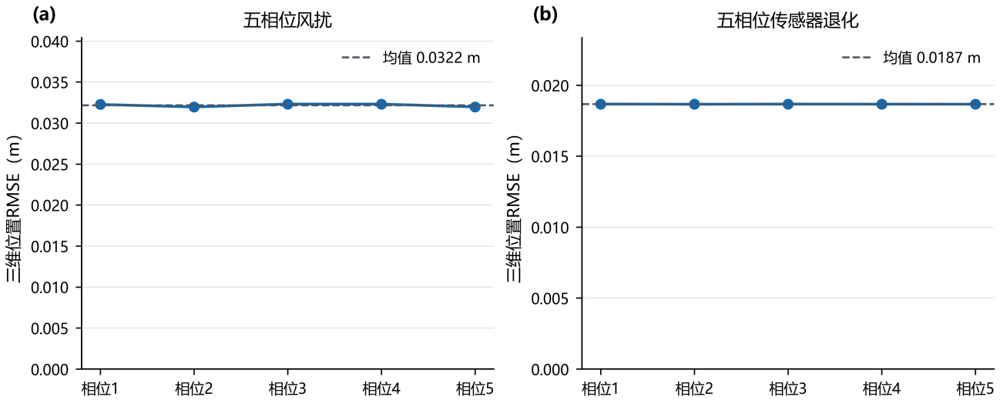 (a)
五相位风扰
均值 0.0322 m
三维位置RMSE（m）
0.040
0.035
0.030
0.025
0.020
0.015
0.010
0.005
0.000
相位1
相位2
相位3
相位4
相位5
(b)
五相位传感器退化
均值 0.0187 m
三维位置RMSE（m）
0.020
0.015
0.010
0.005
0.000
相位1
相位2
相位3
相位4
相位5